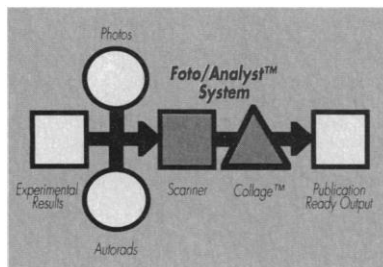 Photos
Foto/Analyst™
System
Experimental
Results
Scanner
Collage™
Publication
Ready Output
Autorads